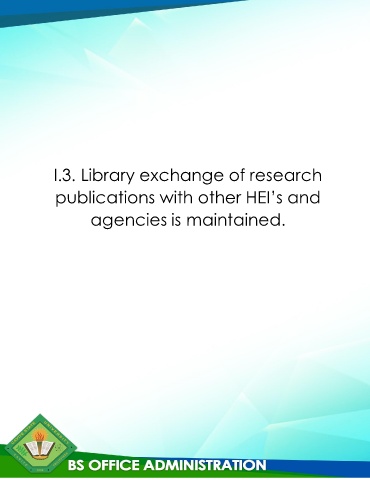 I.3. Library exchange of research
publications with other HEI's and
agencies is maintained.
BS OFFICE ADMINISTRATION